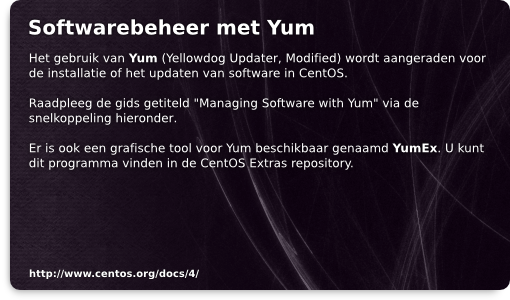 Softwarebeheer met Yum
Het gebruik van Yum (Yellowdog Updater, Modified) wordt aangeraden voor
de installatie of het updaten van software in CentOS.
Raadpleeg de gids getiteld "Managing Software with Yum" via de
snelkoppeling hieronder.
Er is ook een grafische tool voor Yum beschikbaar genaamd YumEx. U kunt
dit programma vinden in de CentOS Extras repository.
http://www.centos.org/docs/4/